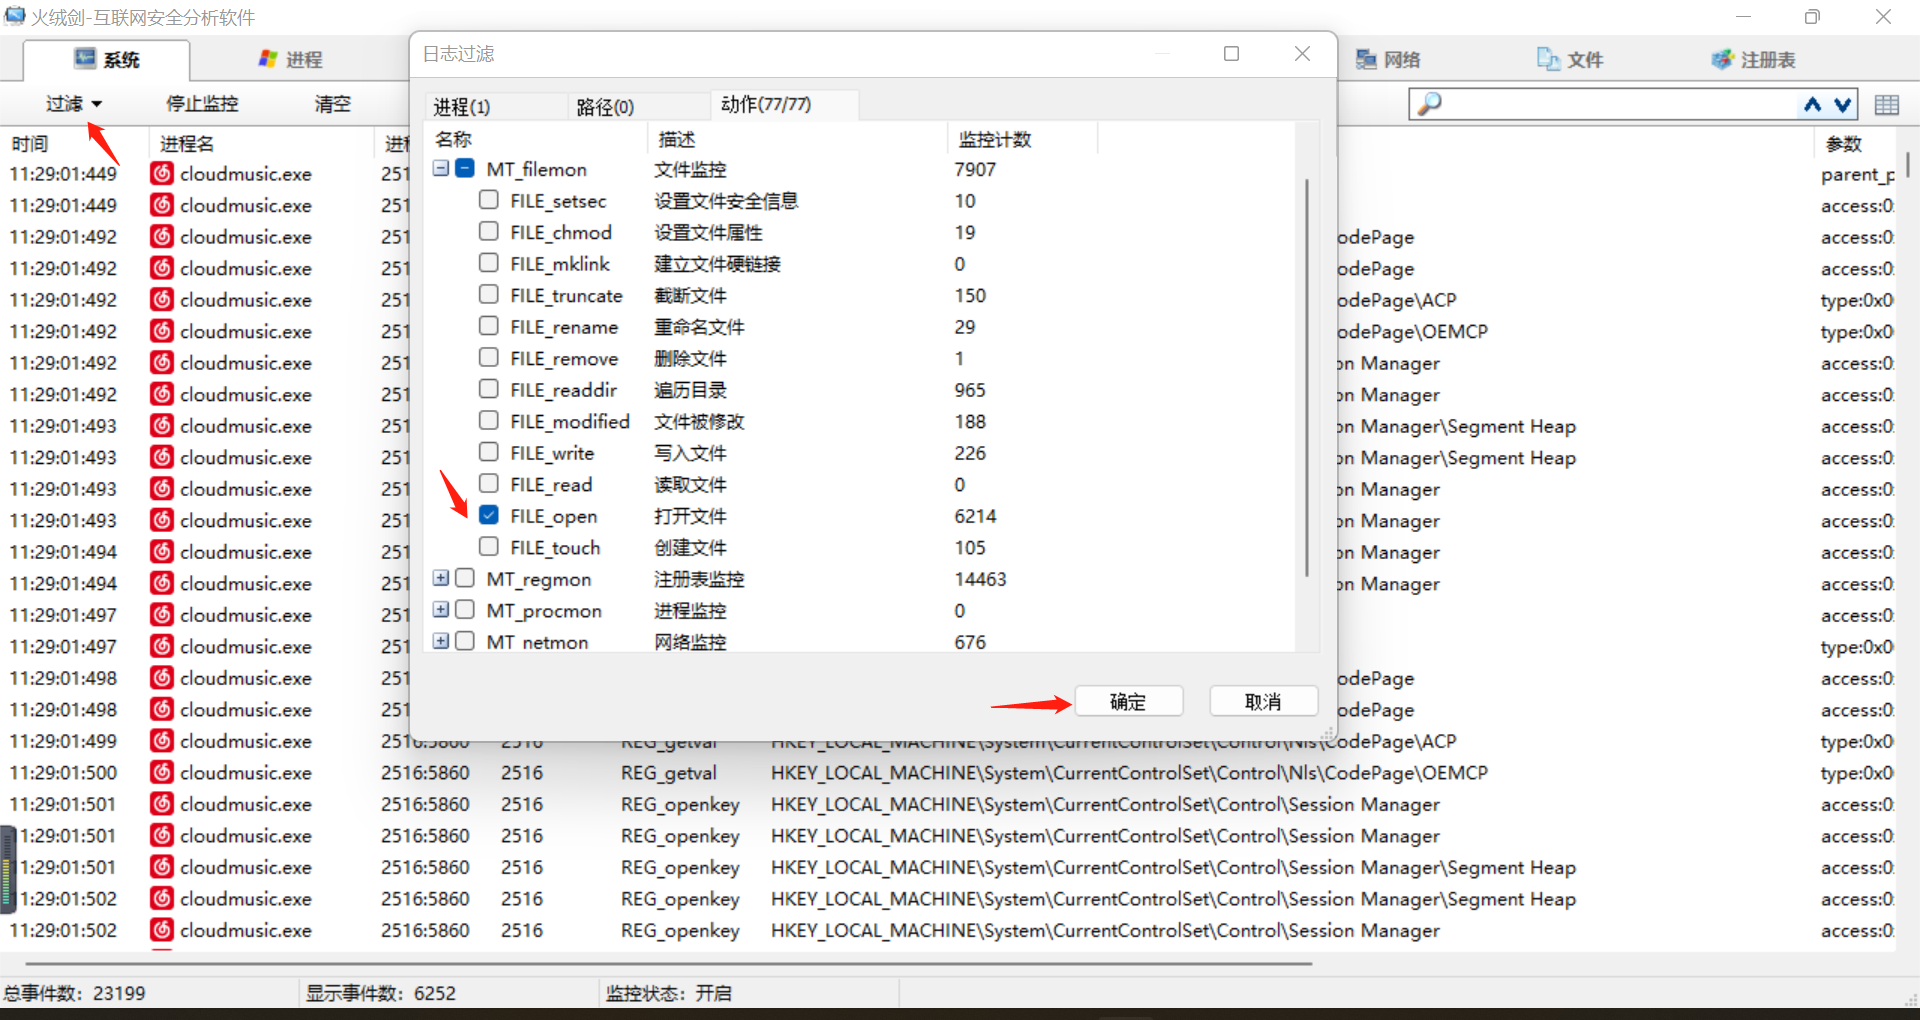 火绒剑-互联网安全分析软件
系统 进程 网络 文件 注册表
过滤 停止监控 清空
时间 进程名 进程 参数
日志过滤
进程(1) 路径(0) 动作(77/77)
名称 描述 监控计数
MT_filemon 文件监控 7907
FILE_setsec 设置文件安全信息 10
FILE_chmod 设置文件属性 19
FILE_mklink 建立文件硬链接 0
FILE_truncate 截断文件 150
FILE_rename 重命名文件 29
FILE_remove 删除文件 1
FILE_readdir 遍历目录 965
FILE_modified 文件被修改 188
FILE_write 写入文件 226
FILE_read 读取文件 0
FILE_open 打开文件 6214
FILE_touch 创建文件 105
MT_regmon 注册表监控 14463
MT_procmon 进程监控 0
MT_netmon 网络监控 676
确定 取消
11:29:01:449 cloudmusic.exe 251 parent_p
11:29:01:449 cloudmusic.exe 251 access:0
11:29:01:492 cloudmusic.exe 251 odePage access:0
11:29:01:492 cloudmusic.exe 251 odePage access:0
11:29:01:492 cloudmusic.exe 251 odePage\ACP type:0x0
11:29:01:492 cloudmusic.exe 251 odePage\OEMCP type:0x0
11:29:01:492 cloudmusic.exe 251 on Manager access:0
11:29:01:492 cloudmusic.exe 251 on Manager access:0
11:29:01:493 cloudmusic.exe 251 on Manager\Segment Heap access:0
11:29:01:493 cloudmusic.exe 251 on Manager\Segment Heap access:0
11:29:01:493 cloudmusic.exe 251 on Manager access:0
11:29:01:493 cloudmusic.exe 251 on Manager access:0
11:29:01:494 cloudmusic.exe 251 on Manager access:0
11:29:01:494 cloudmusic.exe 251 on Manager access:0
11:29:01:497 cloudmusic.exe 251 access:0
11:29:01:497 cloudmusic.exe 251 type:0x0
11:29:01:498 cloudmusic.exe 251 odePage access:0
11:29:01:498 cloudmusic.exe 251 odePage access:0
11:29:01:499 cloudmusic.exe 2516:5860 2516 REG_getval HKEY_LOCAL_MACHINE\System\CurrentControlSet\Control\Nls\CodePage\ACP type:0x0
11:29:01:500 cloudmusic.exe 2516:5860 2516 REG_getval HKEY_LOCAL_MACHINE\System\CurrentControlSet\Control\Nls\CodePage\OEMCP type:0x0
11:29:01:501 cloudmusic.exe 2516:5860 2516 REG_openkey HKEY_LOCAL_MACHINE\System\CurrentControlSet\Control\Session Manager access:0
1:29:01:501 cloudmusic.exe 2516:5860 2516 REG_openkey HKEY_LOCAL_MACHINE\System\CurrentControlSet\Control\Session Manager access:0
1:29:01:501 cloudmusic.exe 2516:5860 2516 REG_openkey HKEY_LOCAL_MACHINE\System\CurrentControlSet\Control\Session Manager\Segment Heap access:0
1:29:01:502 cloudmusic.exe 2516:5860 2516 REG_openkey HKEY_LOCAL_MACHINE\System\CurrentControlSet\Control\Session Manager\Segment Heap access:0
11:29:01:502 cloudmusic.exe 2516:5860 2516 REG_openkey HKEY_LOCAL_MACHINE\System\CurrentControlSet\Control\Session Manager access:0
总事件数: 23199 显示事件数: 6252 监控状态: 开启